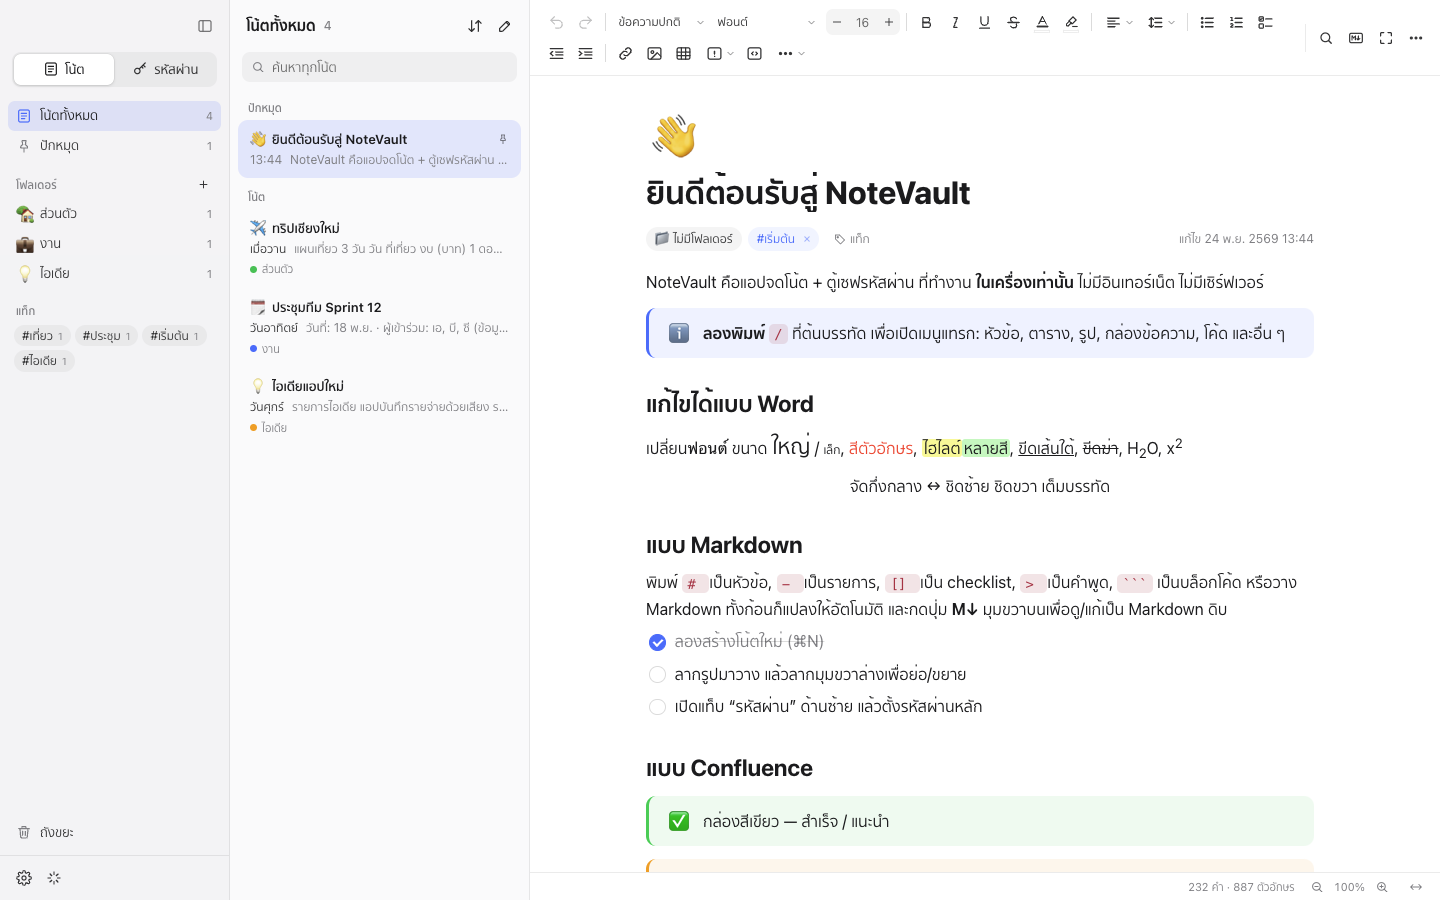 โน้ต
รหัสผ่าน
โน้ตทั้งหมด 4
ปักหมุด 1
โฟลเดอร์
ส่วนตัว 1
งาน 1
ไอเดีย 1
แท็ก
#เที่ยว 1 #ประชุม 1 #เริ่มต้น 1
#ไอเดีย 1
ถังขยะ
โน้ตทั้งหมด 4
ค้นหาทุกโน้ต
ปักหมุด
ยินดีต้อนรับสู่ NoteVault
13:44 NoteVault คือแอปจดโน้ต + ตู้เซฟรหัสผ่าน ...
โน้ต
ทริปเชียงใหม่
เมื่อวาน แผนเที่ยว 3 วัน วัน ที่เที่ยว งบ (บาท) 1 ดอ...
ส่วนตัว
ประชุมทีม Sprint 12
วันอาทิตย์ วันที่: 18 พ.ย. · ผู้เข้าร่วม: เอ, บี, ซี (ข้อมู...
งาน
ไอเดียแอปใหม่
วันศุกร์ รายการไอเดีย แอปบันทึกรายจ่ายด้วยเสียง ร...
ไอเดีย
ข้อความปกติ ฟอนต์ − 16 + B I U S A
M↓
ยินดีต้อนรับสู่ NoteVault
ไม่มีโฟลเดอร์ #เริ่มต้น × แท็ก แก้ไข 24 พ.ย. 2569 13:44
NoteVault คือแอปจดโน้ต + ตู้เซฟรหัสผ่าน ที่ทำงาน ในเครื่องเท่านั้น ไม่มีอินเทอร์เน็ต ไม่มีเซิร์ฟเวอร์
ลองพิมพ์ / ที่ต้นบรรทัด เพื่อเปิดเมนูแทรก: หัวข้อ, ตาราง, รูป, กล่องข้อความ, โค้ด และอื่น ๆ
แก้ไขได้แบบ Word
เปลี่ยนฟอนต์ ขนาด ใหญ่ / เล็ก, สีตัวอักษร, ไฮไลต์หลายสี, ขีดเส้นใต้, ขีดฆ่า, H₂O, x²
จัดกึ่งกลาง ↔ ชิดซ้าย ชิดขวา เต็มบรรทัด
แบบ Markdown
พิมพ์ # เป็นหัวข้อ, - เป็นรายการ, [] เป็น checklist, > เป็นคำพูด, ``` เป็นบล็อกโค้ด หรือวาง
Markdown ทั้งก้อนก็แปลงให้อัตโนมัติ และกดปุ่ม M↓ มุมขวาบนเพื่อดู/แก้เป็น Markdown ดิบ
ลองสร้างโน้ตใหม่ (⌘N)
ลากรูปมาวาง แล้วลากมุมขวาล่างเพื่อย่อ/ขยาย
เปิดแท็บ “รหัสผ่าน” ด้านซ้าย แล้วตั้งรหัสผ่านหลัก
แบบ Confluence
กล่องสีเขียว — สำเร็จ / แนะนำ
232 คำ · 887 ตัวอักษร 100%